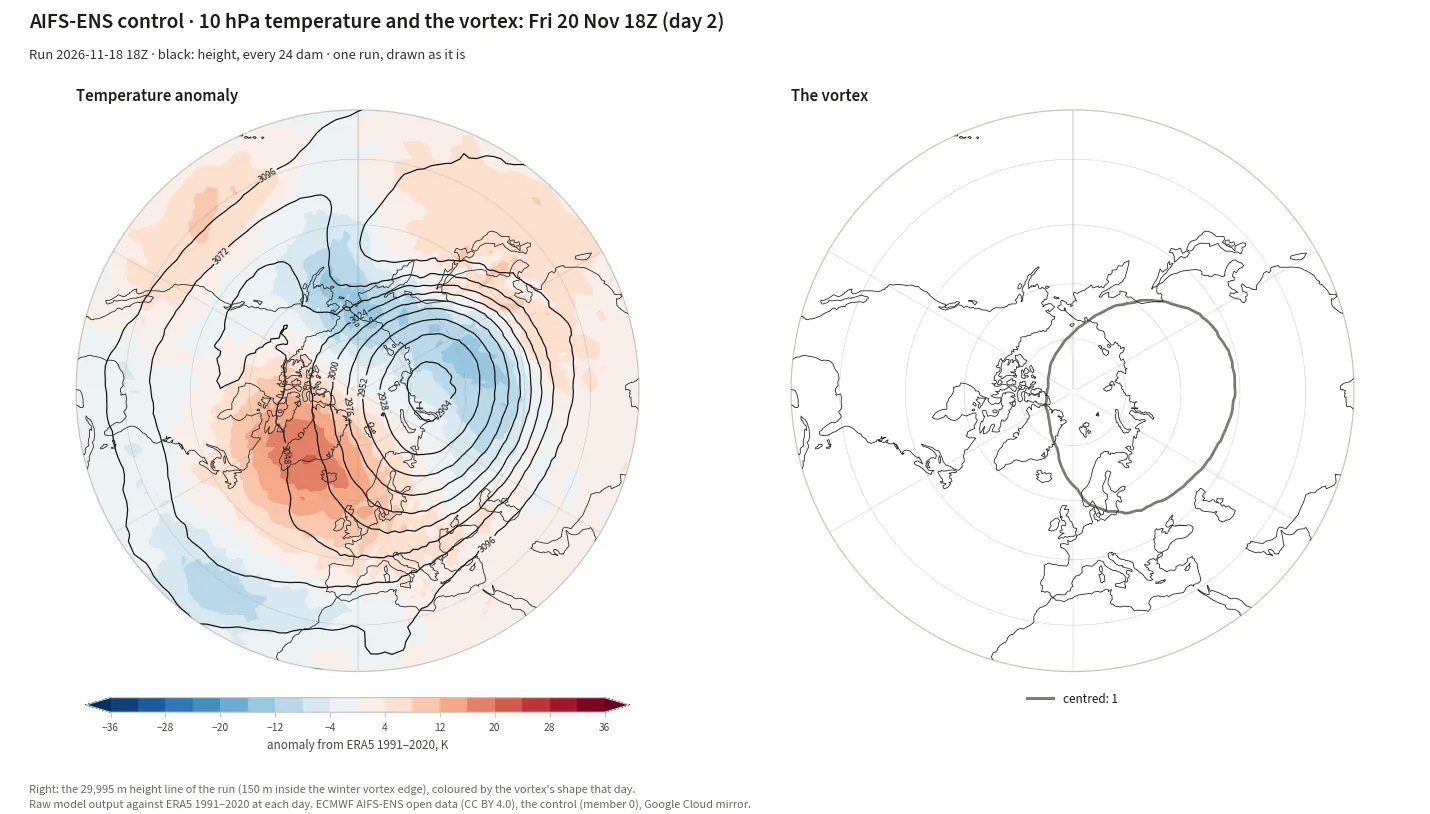 AIFS-ENS control · 10 hPa temperature and the vortex: Fri 20 Nov 18Z (day 2)
Run 2026-11-18 18Z · black: height, every 24 dam · one run, drawn as it is
Temperature anomaly
The vortex
3096
3072
3024
3000
2952
2976
2928
2904
3048
3096
centred: 1
−36 −28 −20 −12 −4 4 12 20 28 36
anomaly from ERA5 1991–2020, K
Right: the 29,995 m height line of the run (150 m inside the winter vortex edge), coloured by the vortex's shape that day.
Raw model output against ERA5 1991–2020 at each day. ECMWF AIFS-ENS open data (CC BY 4.0), the control (member 0), Google Cloud mirror.